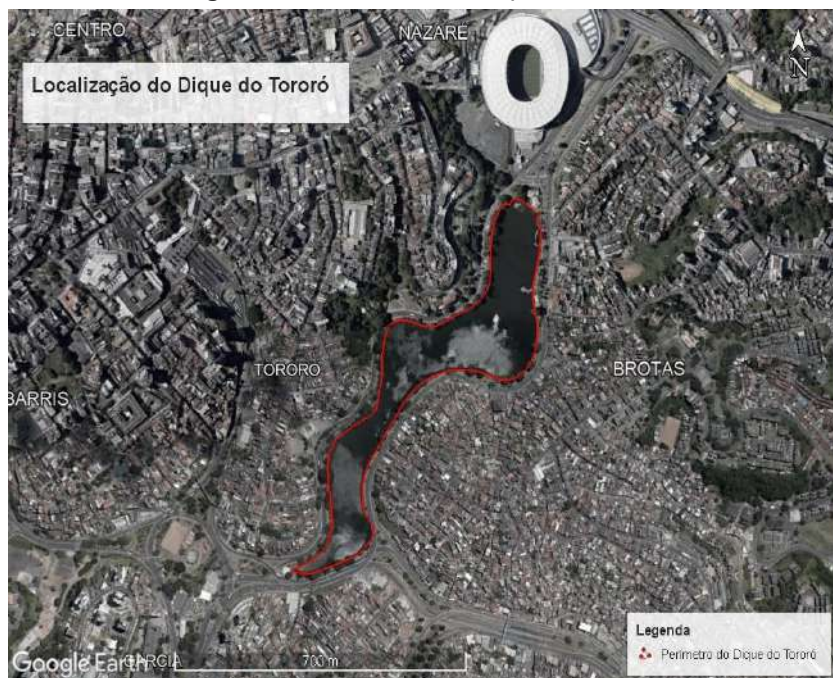 CENTRO
NAZARE
Localização do Dique do Tororó
N
TORORO
BROTAS
BARRIS
Legenda
Perimetro do Dique do Tororó
Google Earth
GARCIA
700 m